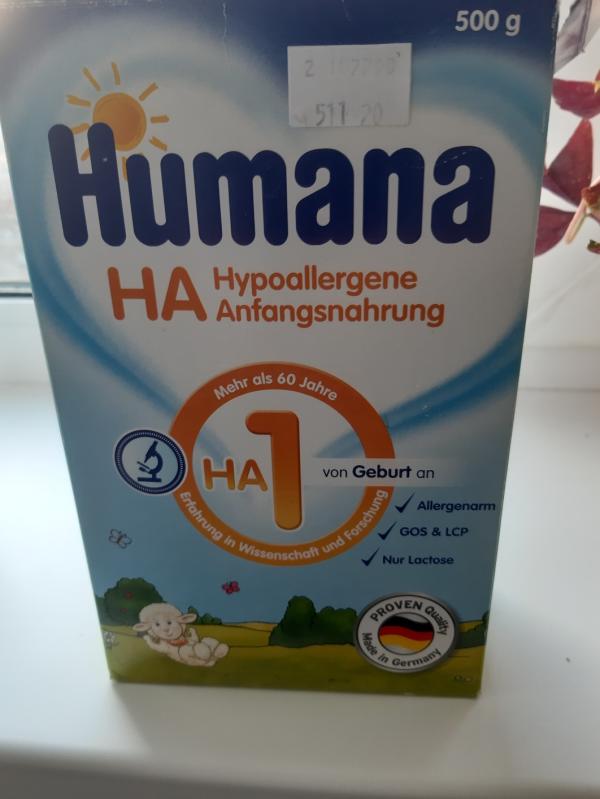 500 g
511 20
Humana
HA Hypoallergene
Anfangsnahrung
Mehr als 60 Jahre
HA 1
von Geburt an
Erfahrung in Wissenschaft und Forschung
Allergenarm
GOS & LCP
Nur Lactose
PROVEN Quality
Made in Germany